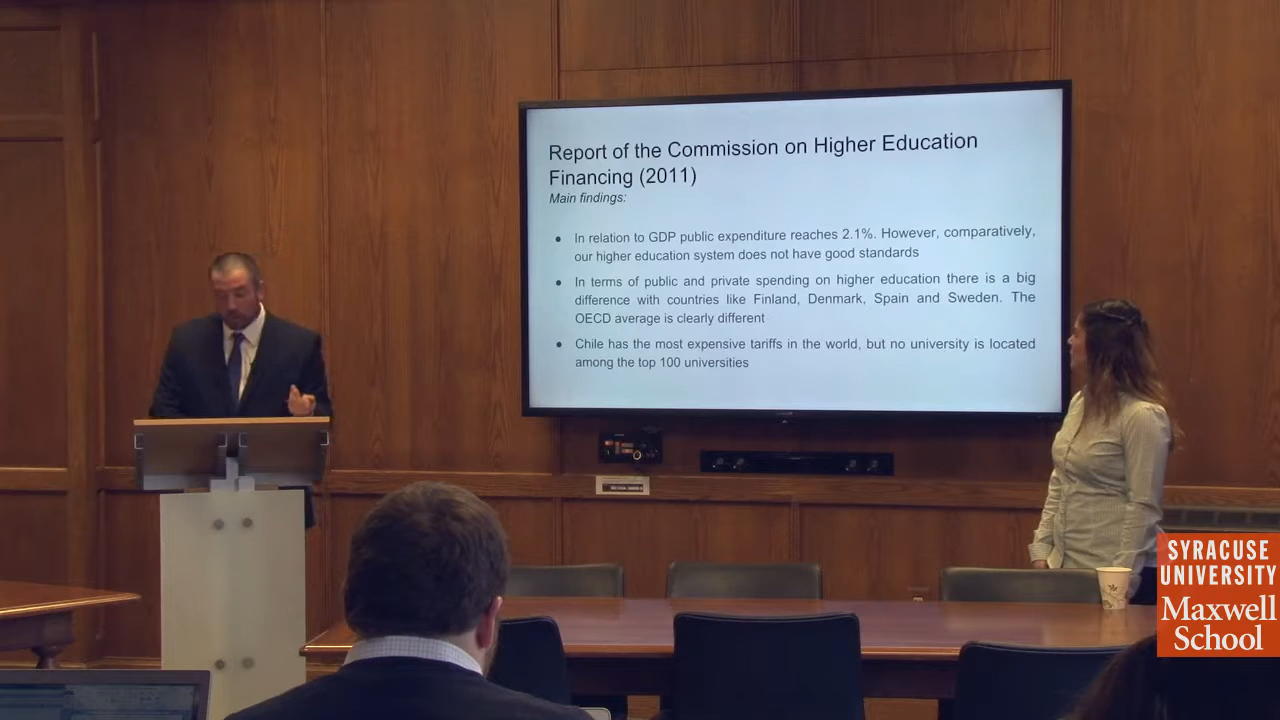 Report of the Commission on Higher Education
Financing (2011)
Main findings:
● In relation to GDP public expenditure reaches 2.1%. However, comparatively,
our higher education system does not have good standards
● In terms of public and private spending on higher education there is a big
difference with countries like Finland, Denmark, Spain and Sweden. The
OECD average is clearly different
● Chile has the most expensive tariffs in the world, but no university is located
among the top 100 universities
SYRACUSE
UNIVERSITY
Maxwell
School